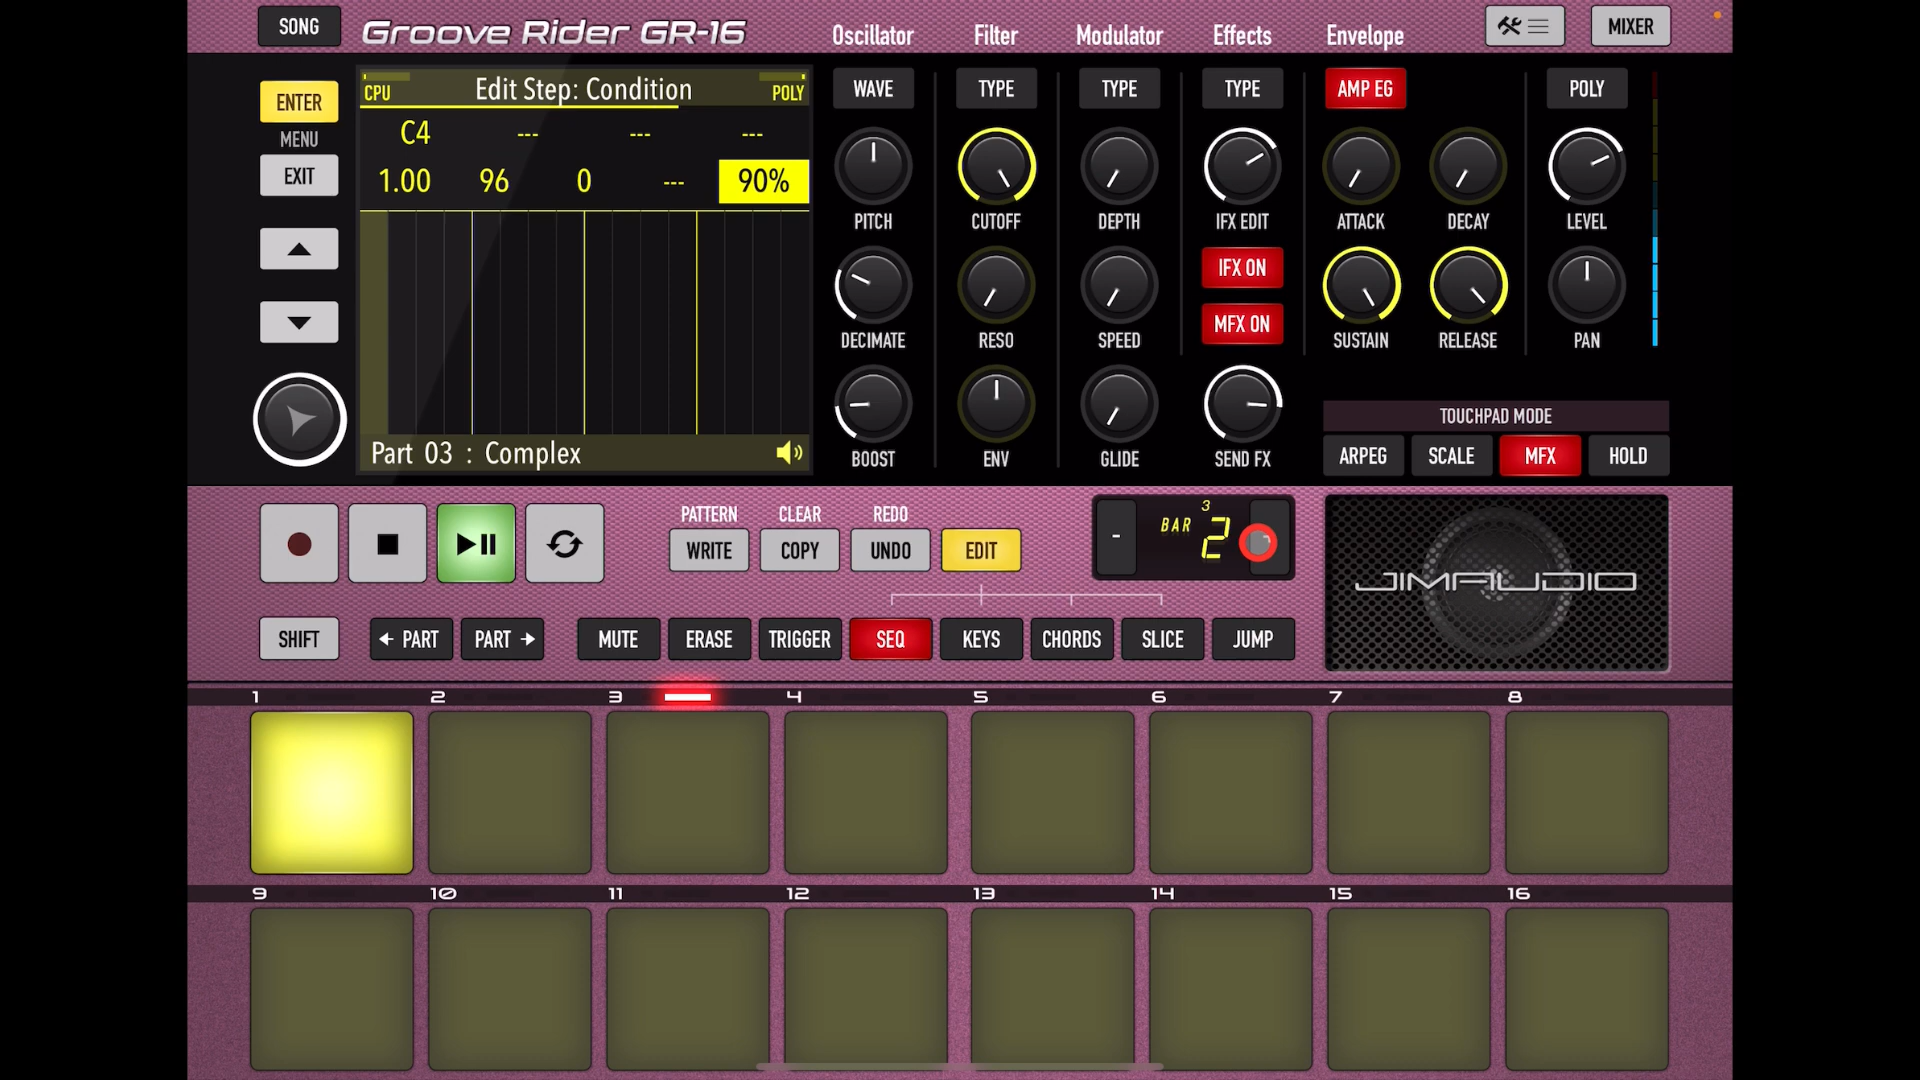 SONG
Groove Rider GR-16
Oscillator
Filter
Modulator
Effects
Envelope
MIXER
ENTER
MENU
EXIT
CPU
Edit Step: Condition
POLY
C4 --- --- ---
1.00 96 0 --- 90%
Part 03 : Complex
WAVE
TYPE
TYPE
TYPE
AMP EG
POLY
PITCH
CUTOFF
DEPTH
IFX EDIT
ATTACK
DECAY
LEVEL
IFX ON
MFX ON
DECIMATE
RESO
SPEED
SUSTAIN
RELEASE
PAN
BOOST
ENV
GLIDE
SEND FX
TOUCHPAD MODE
ARPEG
SCALE
MFX
HOLD
PATTERN
CLEAR
REDO
WRITE
COPY
UNDO
EDIT
-
BAR
3
2
JIMAUDIO
SHIFT
← PART
PART →
MUTE
ERASE
TRIGGER
SEQ
KEYS
CHORDS
SLICE
JUMP
1 2 3 4 5 6 7 8
9 10 11 12 13 14 15 16